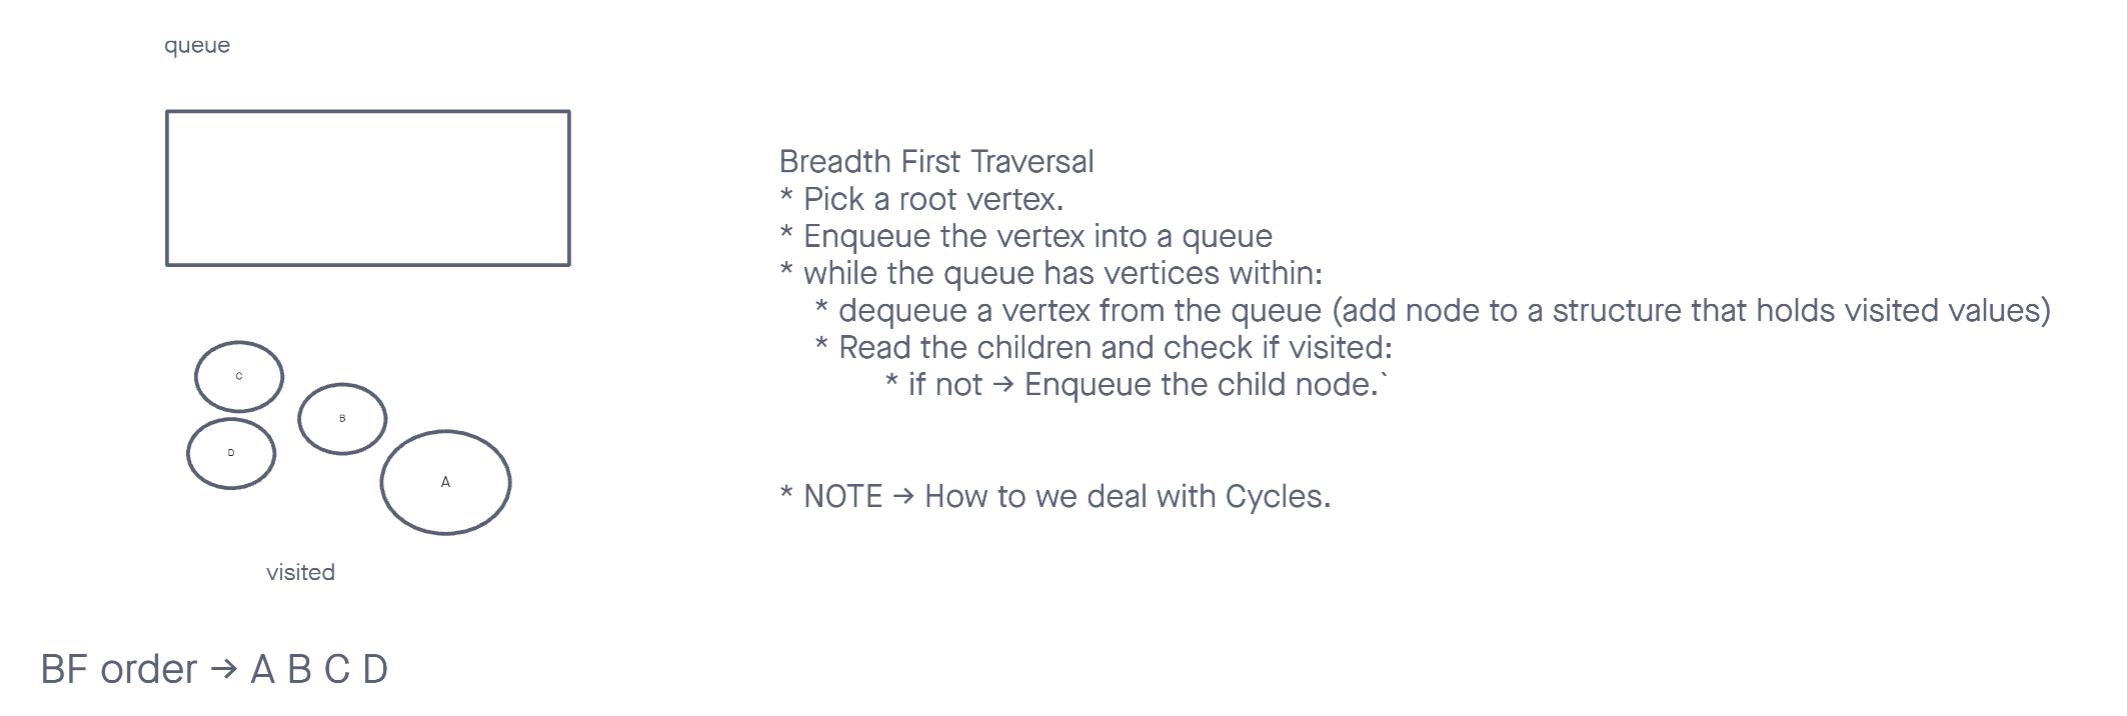 queue
Breadth First Traversal
* Pick a root vertex.
* Enqueue the vertex into a queue
* while the queue has vertices within:
* dequeue a vertex from the queue (add node to a structure that holds visited values)
* Read the children and check if visited:
* if not → Enqueue the child node.`
* NOTE → How to we deal with Cycles.
C
B
D
A
visited
BF order → A B C D